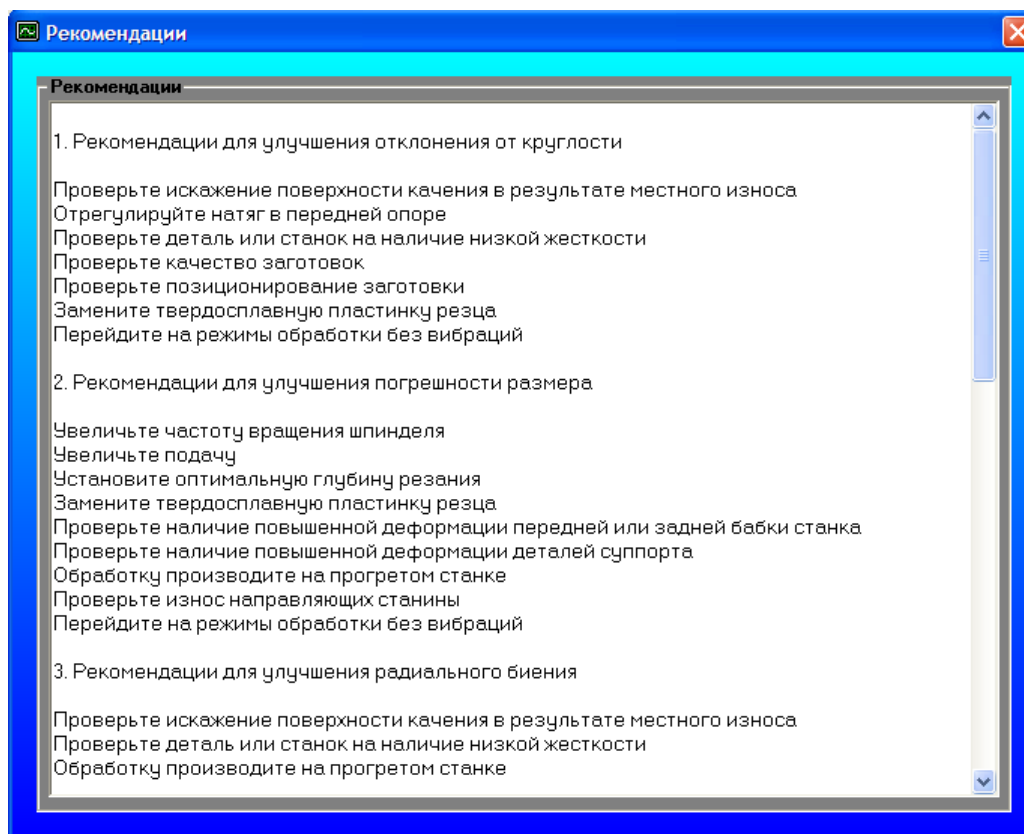 Рекомендации
Рекомендации
1. Рекомендации для улучшения отклонения от круглости
Проверьте искажение поверхности качения в результате местного износа
Отрегулируйте натяг в передней опоре
Проверьте деталь или станок на наличие низкой жесткости
Проверьте качество заготовок
Проверьте позиционирование заготовки
Замените твердосплавную пластинку резца
Перейдите на режимы обработки без вибраций
2. Рекомендации для улучшения погрешности размера
Увеличьте частоту вращения шпинделя
Увеличьте подачу
Установите оптимальную глубину резания
Замените твердосплавную пластинку резца
Проверьте наличие повышенной деформации передней или задней бабки станка
Проверьте наличие повышенной деформации деталей суппорта
Обработку производите на прогретом станке
Проверьте износ направляющих станины
Перейдите на режимы обработки без вибраций
3. Рекомендации для улучшения радиального биения
Проверьте искажение поверхности качения в результате местного износа
Проверьте деталь или станок на наличие низкой жесткости
Обработку производите на прогретом станке